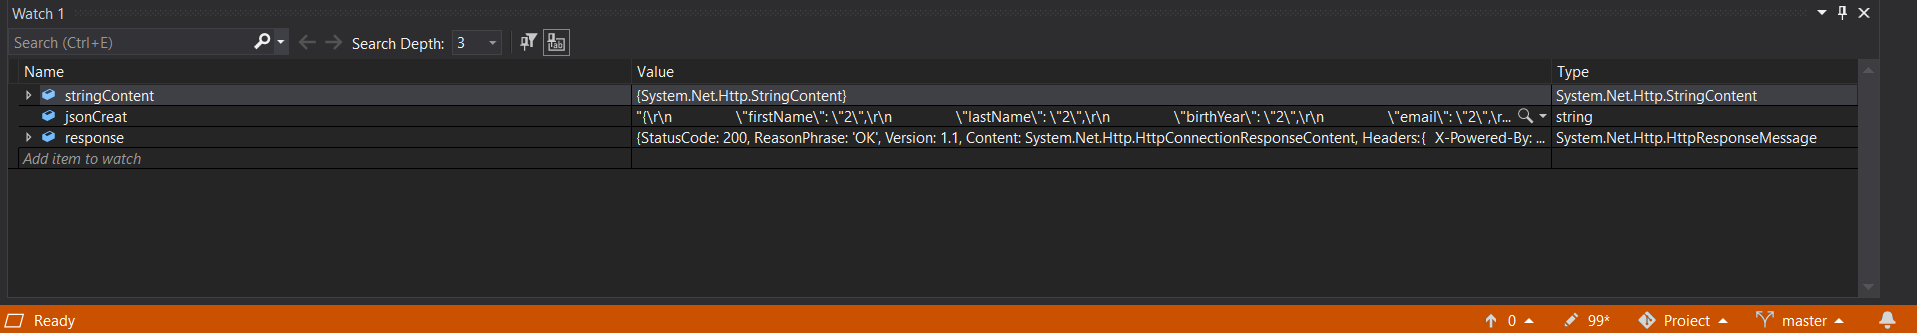 Watch 1
Search (Ctrl+E) Search Depth: 3
Name Value Type
stringContent {System.Net.Http.StringContent} System.Net.Http.StringContent
jsonCreat "{\r\n \"firstName\": \"2\",\r\n \"lastName\": \"2\",\r\n \"birthYear\": \"2\",\r\n \"email\": \"2\",\r... string
response {StatusCode: 200, ReasonPhrase: 'OK', Version: 1.1, Content: System.Net.Http.HttpConnectionResponseContent, Headers:{ X-Powered-By: ... System.Net.Http.HttpResponseMessage
Add item to watch
Ready 0 99* Project master